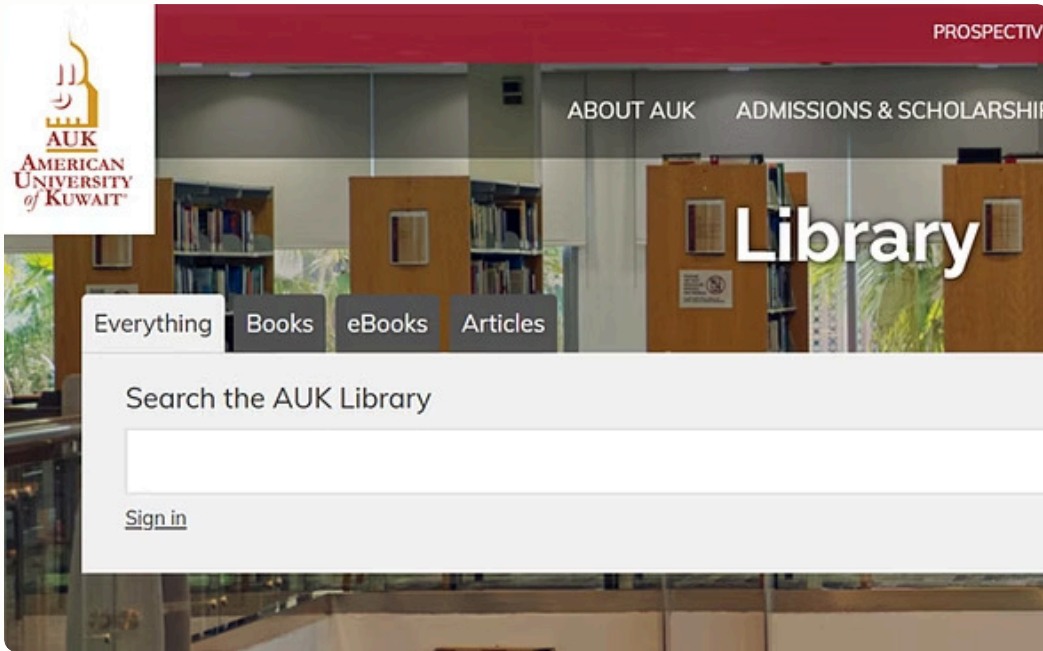 PROSPECTIV
AUK
AMERICAN
UNIVERSITY
of KUWAIT
ABOUT AUK ADMISSIONS & SCHOLARSHIP
Library
Everything Books eBooks Articles
Search the AUK Library
Sign in